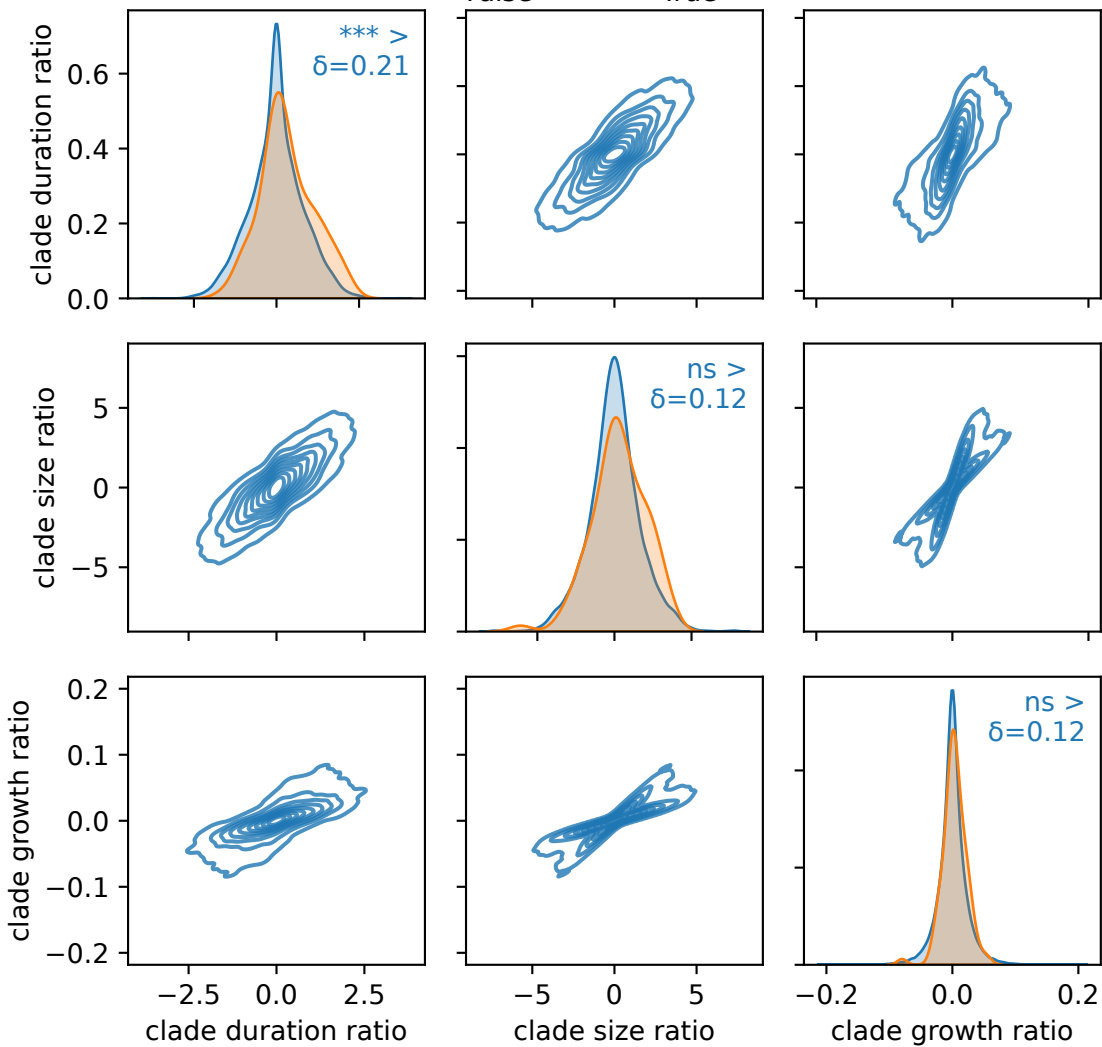 clade duration ratio
0.6
0.4
0.2
0.0
*** >
δ=0.21
clade size ratio
5
0
−5
ns >
δ=0.12
clade growth ratio
0.2
0.1
0.0
−0.1
−0.2
ns >
δ=0.12
−2.5 0.0 2.5
clade duration ratio
−5 0 5
clade size ratio
−0.2 0.0 0.2
clade growth ratio